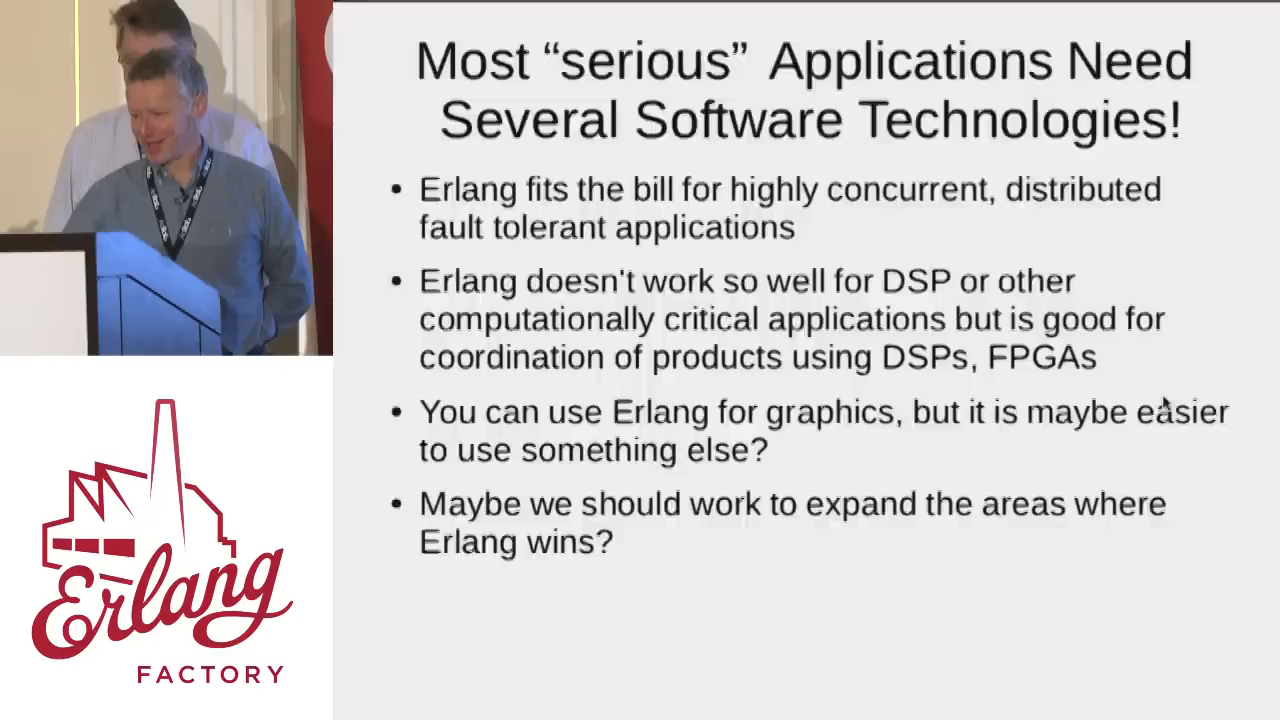 Most “serious” Applications Need
Several Software Technologies!
• Erlang fits the bill for highly concurrent, distributed
fault tolerant applications
• Erlang doesn't work so well for DSP or other
computationally critical applications but is good for
coordination of products using DSPs, FPGAs
• You can use Erlang for graphics, but it is maybe easier
to use something else?
• Maybe we should work to expand the areas where
Erlang wins?
Erlang
FACTORY